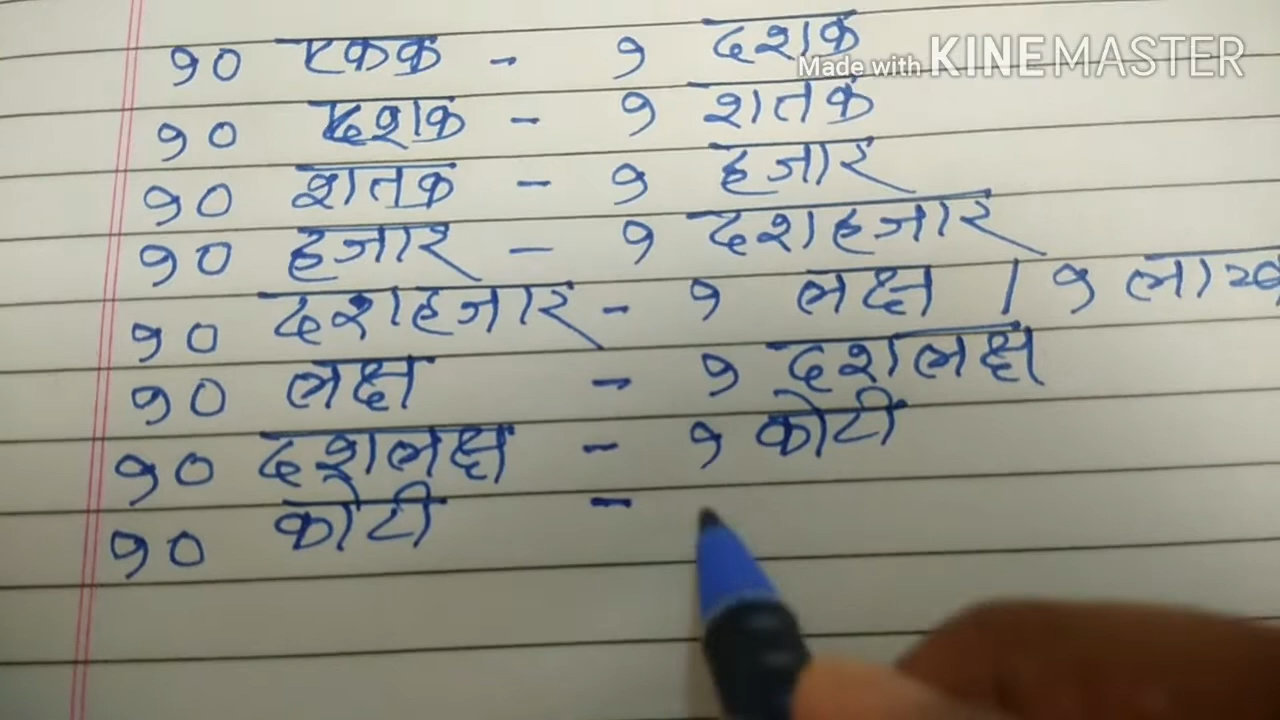 १० एकक - १ दशक
Made with KINEMASTER
१० दशक - १ शतक
१० शतक - १ हजार
१० हजार - १ दशहजार
१० दशहजार - १ लक्ष / १ लाख
१० लक्ष - १ दशलक्ष
१० दशलक्ष - १ कोटी
१० कोटी -